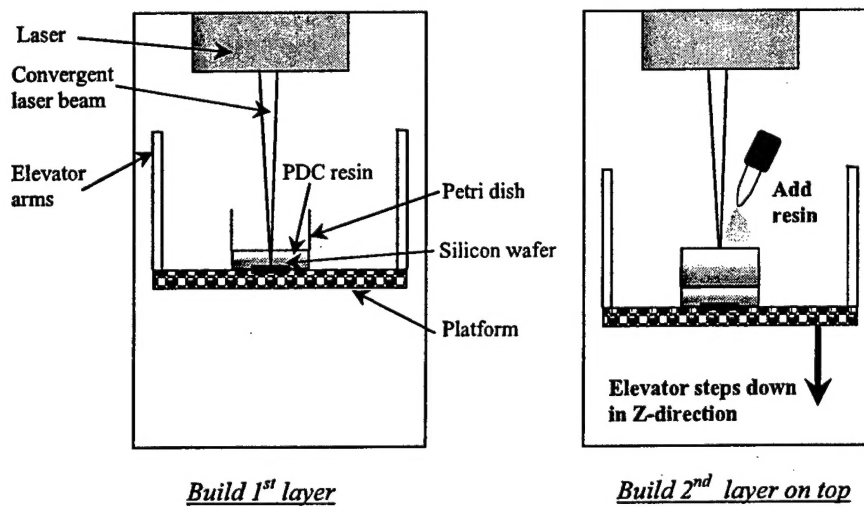 Laser
Convergent
laser beam
Elevator
arms
PDC resin
Petri dish
Silicon wafer
Platform
Build 1st layer
Add
resin
Elevator steps down
in Z-direction
Build 2nd layer on top